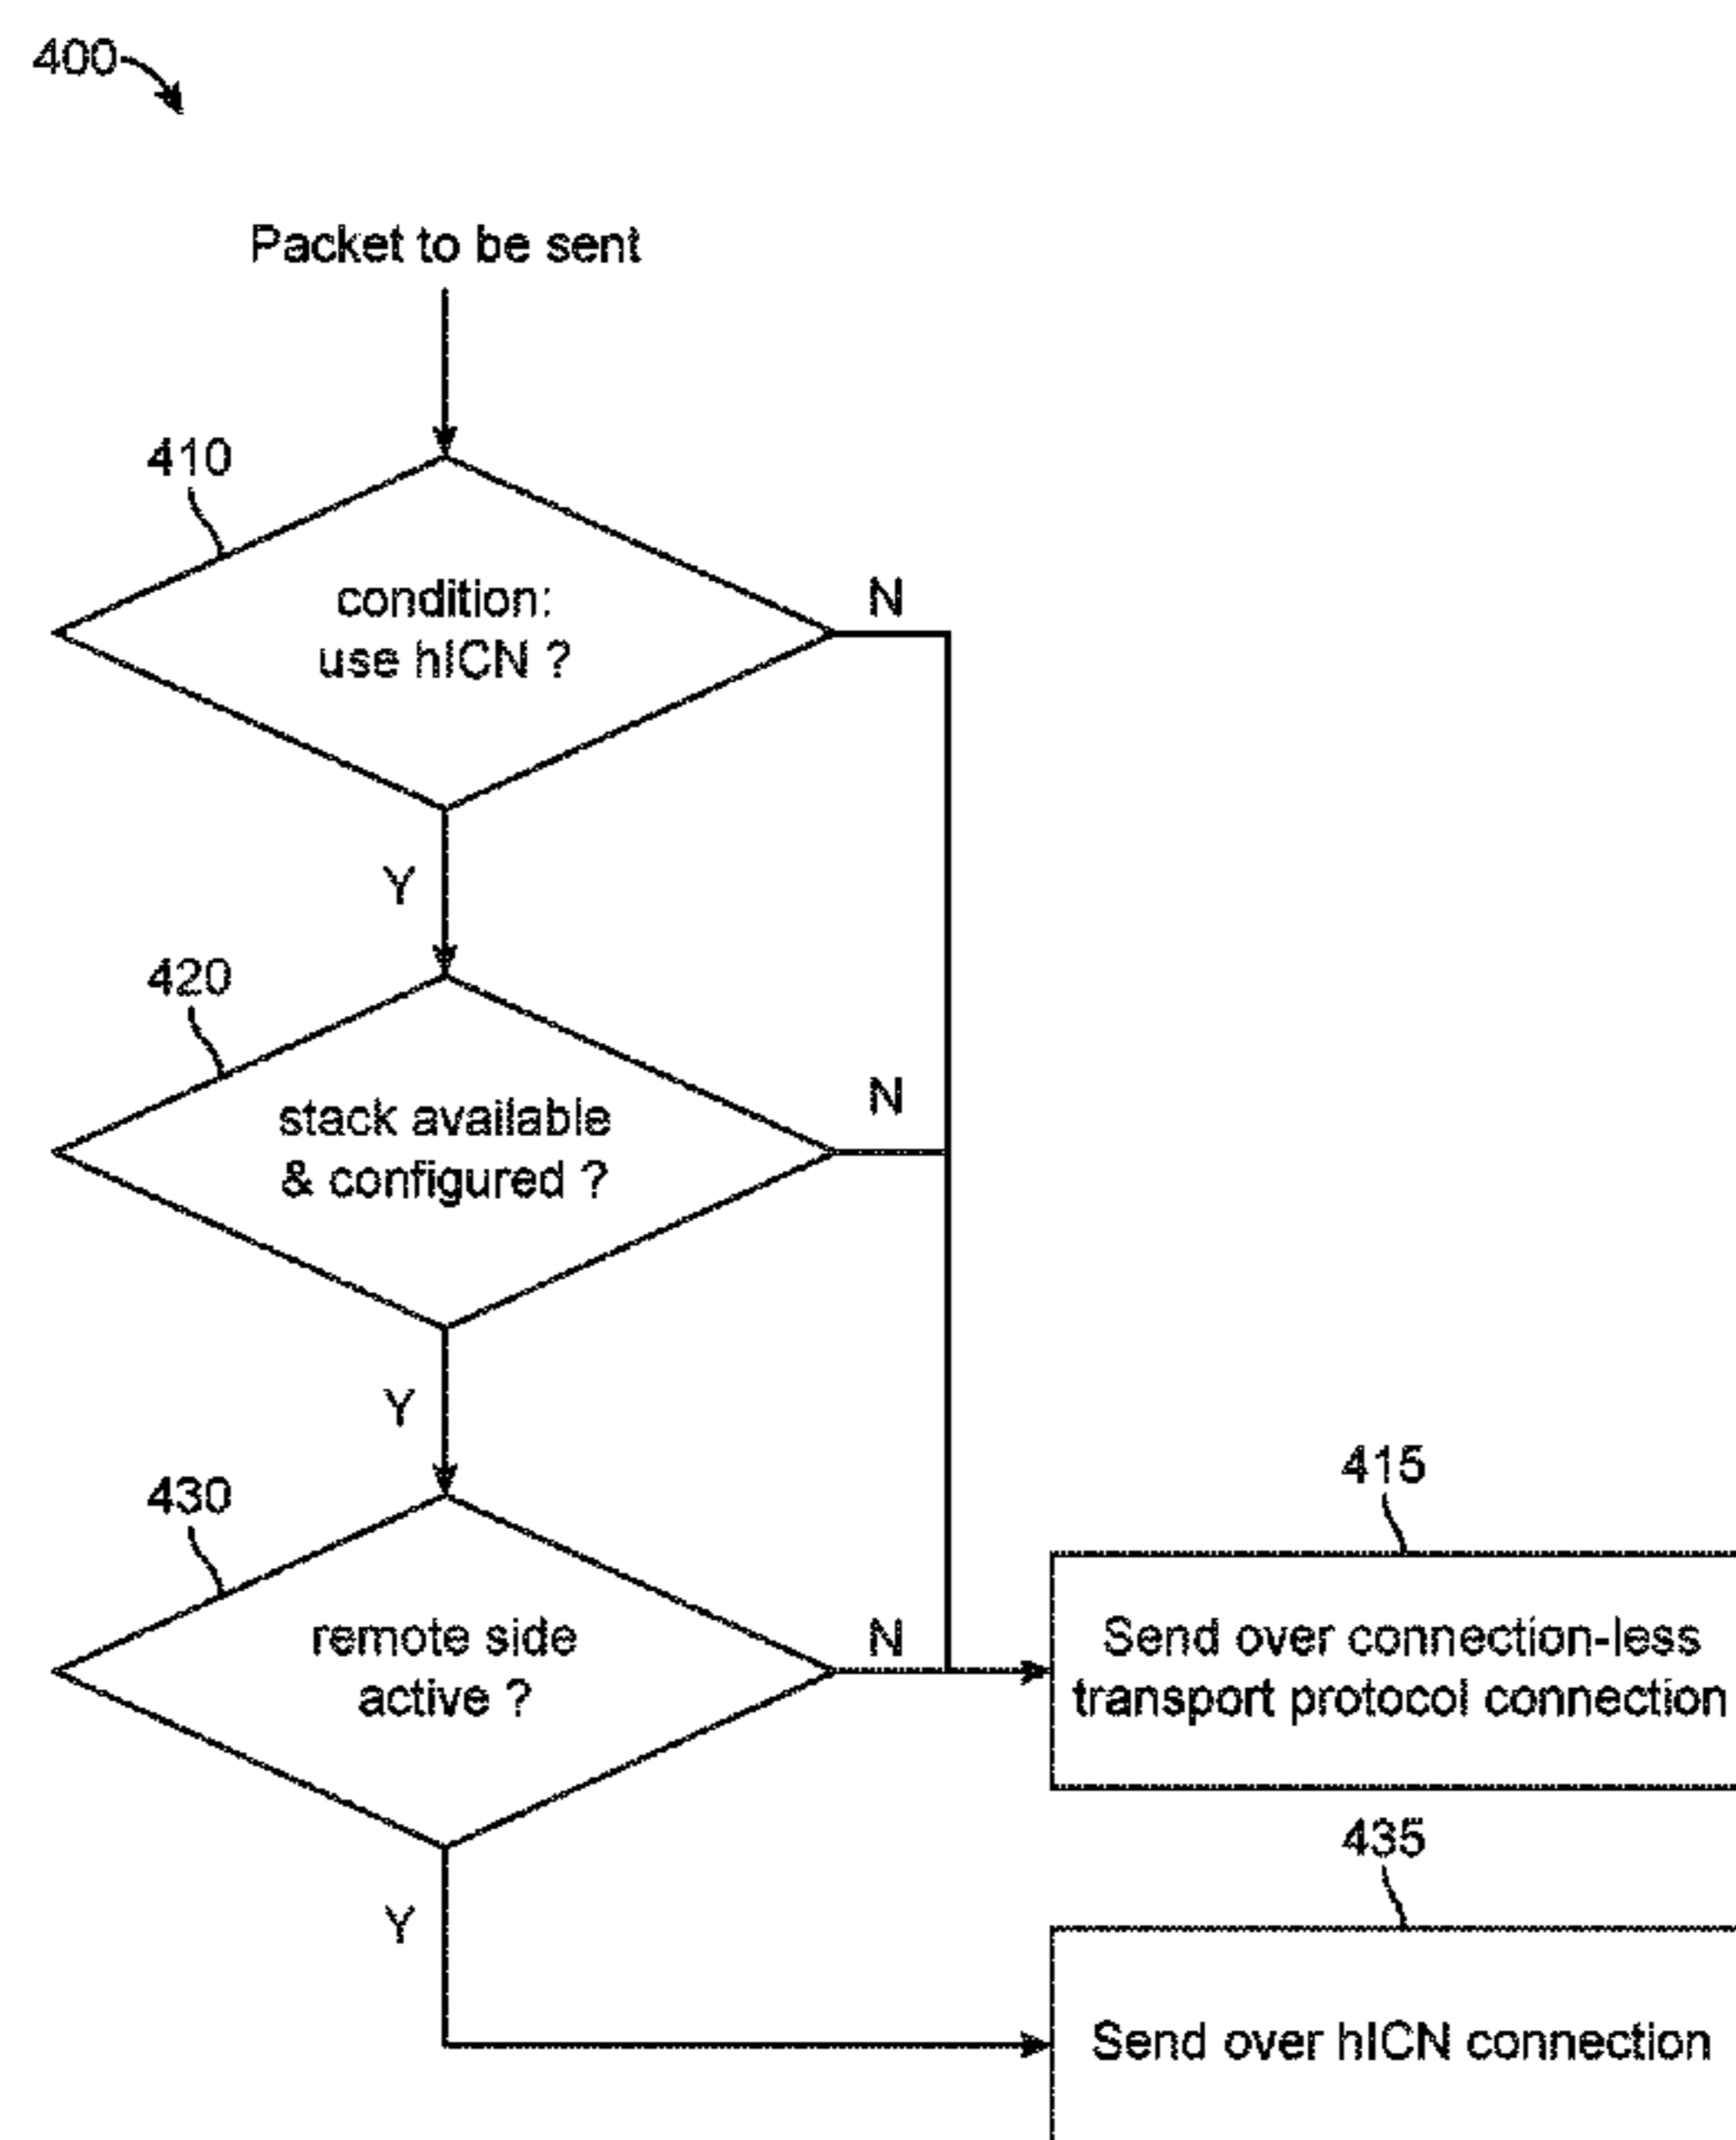 400
Packet to be sent
410
condition:
use hICN ?
N
Y
420
stack available
& configured ?
N
Y
430
remote side
active ?
N
415
Send over connection-less
transport protocol connection
Y
435
Send over hICN connection